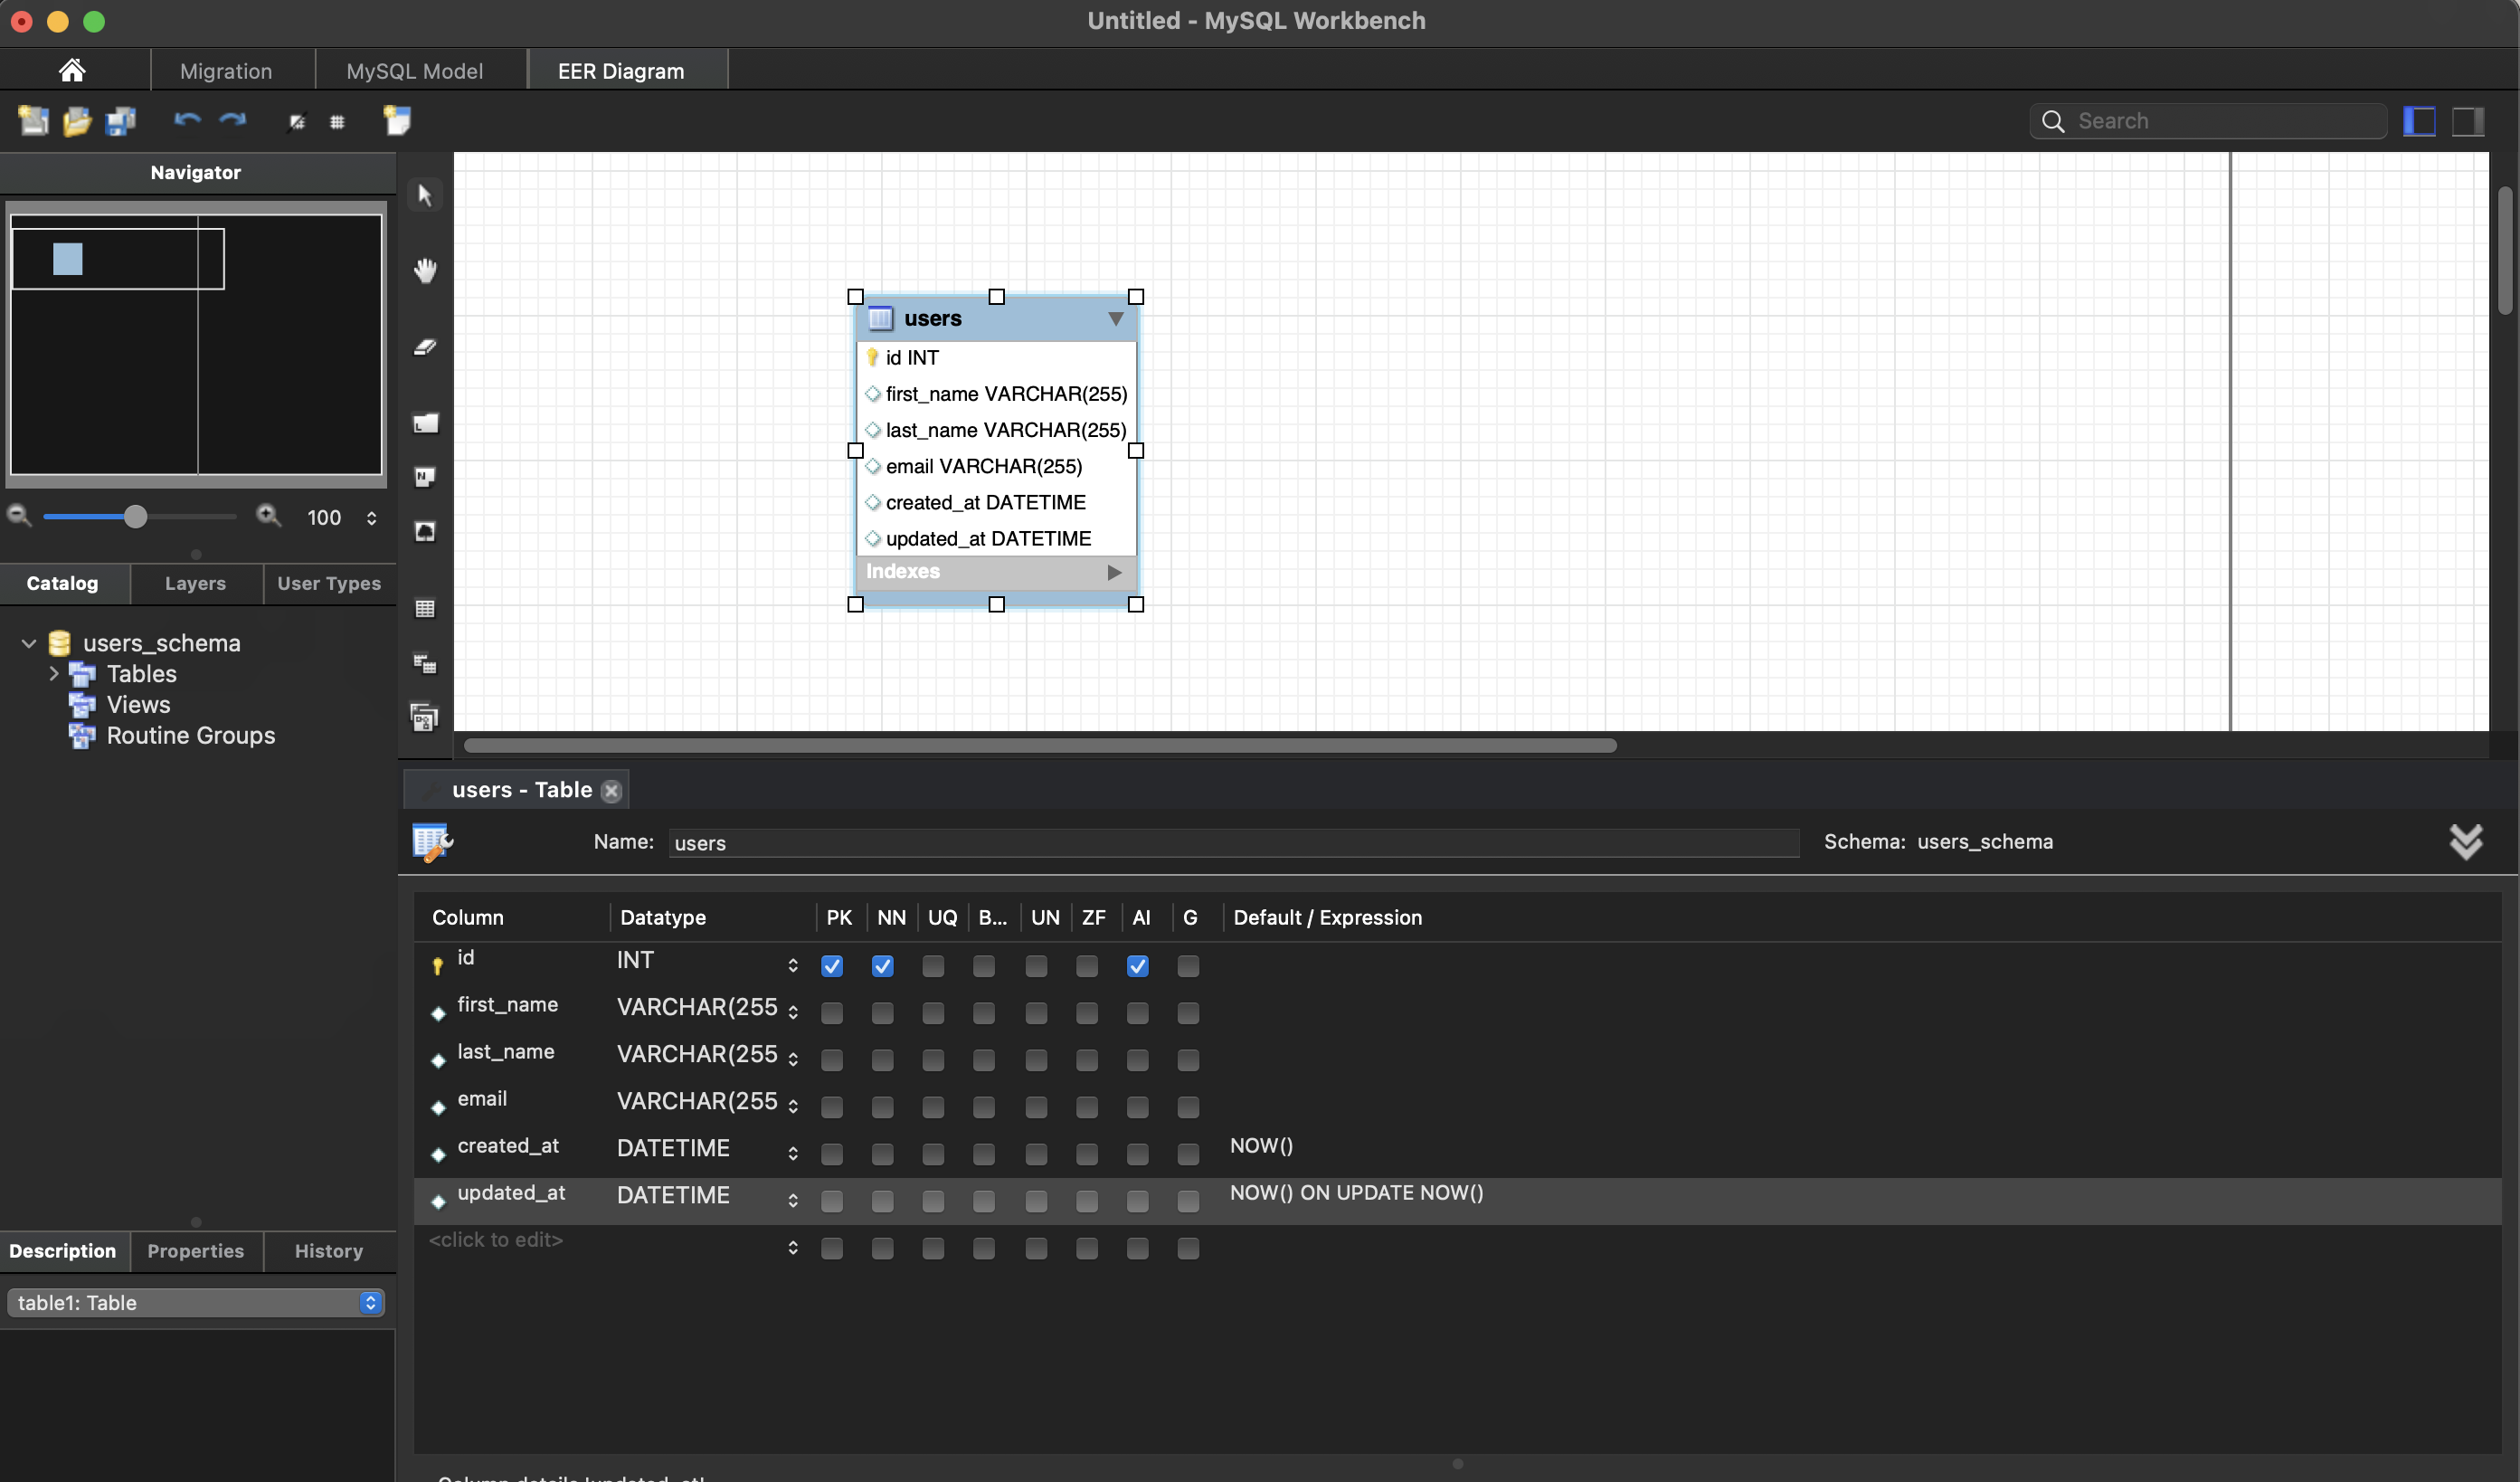 Untitled - MySQL Workbench
Migration
MySQL Model
EER Diagram
Search
Navigator
users
id INT
first_name VARCHAR(255)
last_name VARCHAR(255)
email VARCHAR(255)
created_at DATETIME
updated_at DATETIME
Indexes
100
Catalog Layers User Types
users_schema
Tables
Views
Routine Groups
users - Table
Name: users Schema: users_schema
Column Datatype PK NN UQ B... UN ZF AI G Default / Expression
id INT
first_name VARCHAR(255
last_name VARCHAR(255
email VARCHAR(255
created_at DATETIME NOW()
updated_at DATETIME NOW() ON UPDATE NOW()
<click to edit>
Description Properties History
table1: Table
Column details 'updated_at'